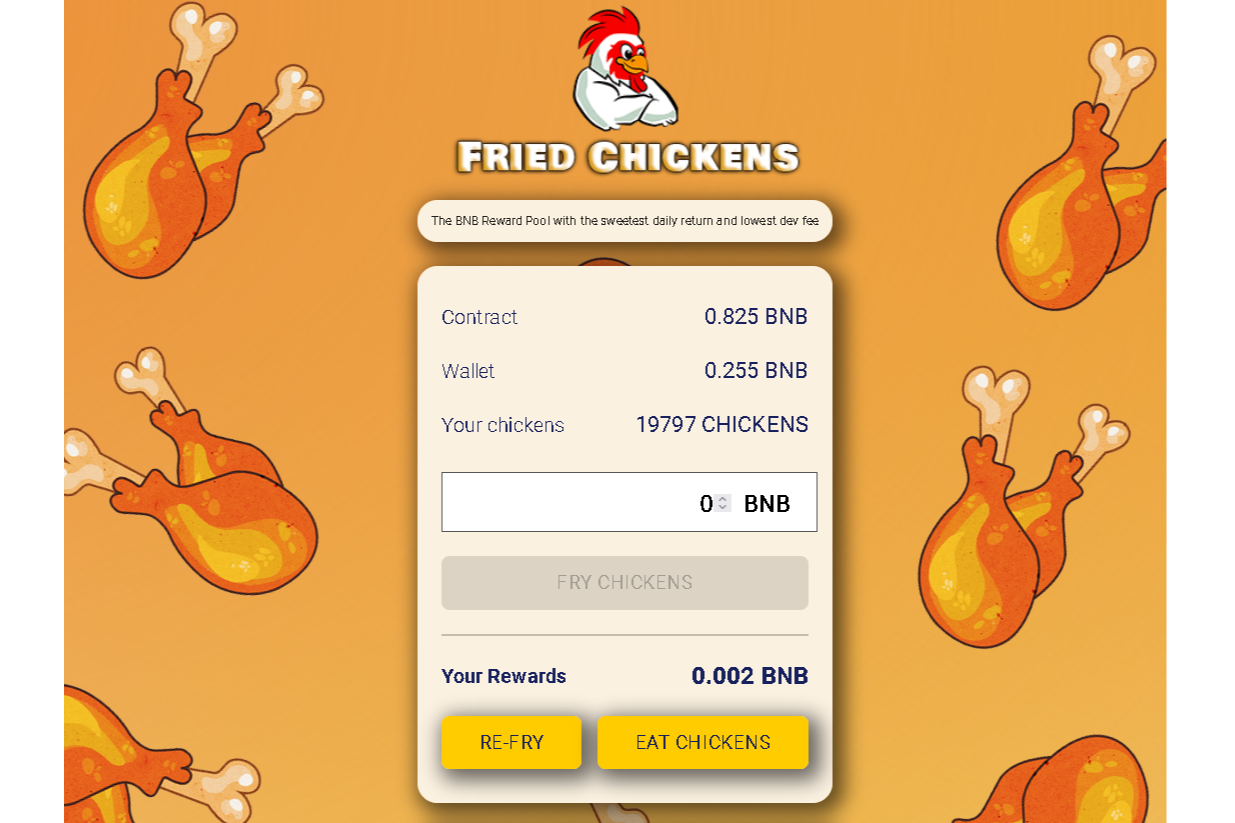 FRIED CHICKENS
The BNB Reward Pool with the sweetest daily return and lowest dev fee
Contract 0.825 BNB
Wallet 0.255 BNB
Your chickens 19797 CHICKENS
0 BNB
FRY CHICKENS
Your Rewards 0.002 BNB
RE-FRY EAT CHICKENS